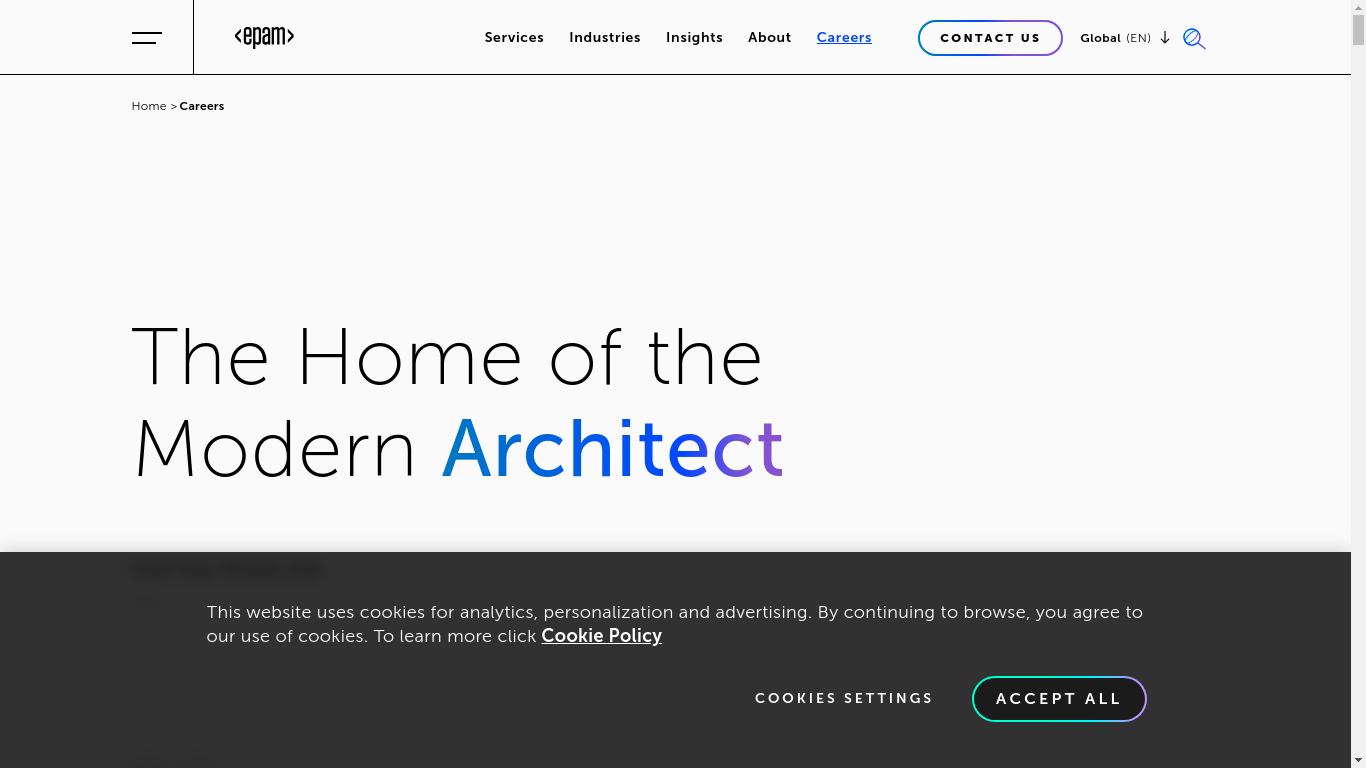 <epam>
Services Industries Insights About Careers CONTACT US Global (EN)
Home > Careers
The Home of the
Modern Architect
This website uses cookies for analytics, personalization and advertising. By continuing to browse, you agree to
our use of cookies. To learn more click Cookie Policy
COOKIES SETTINGS ACCEPT ALL